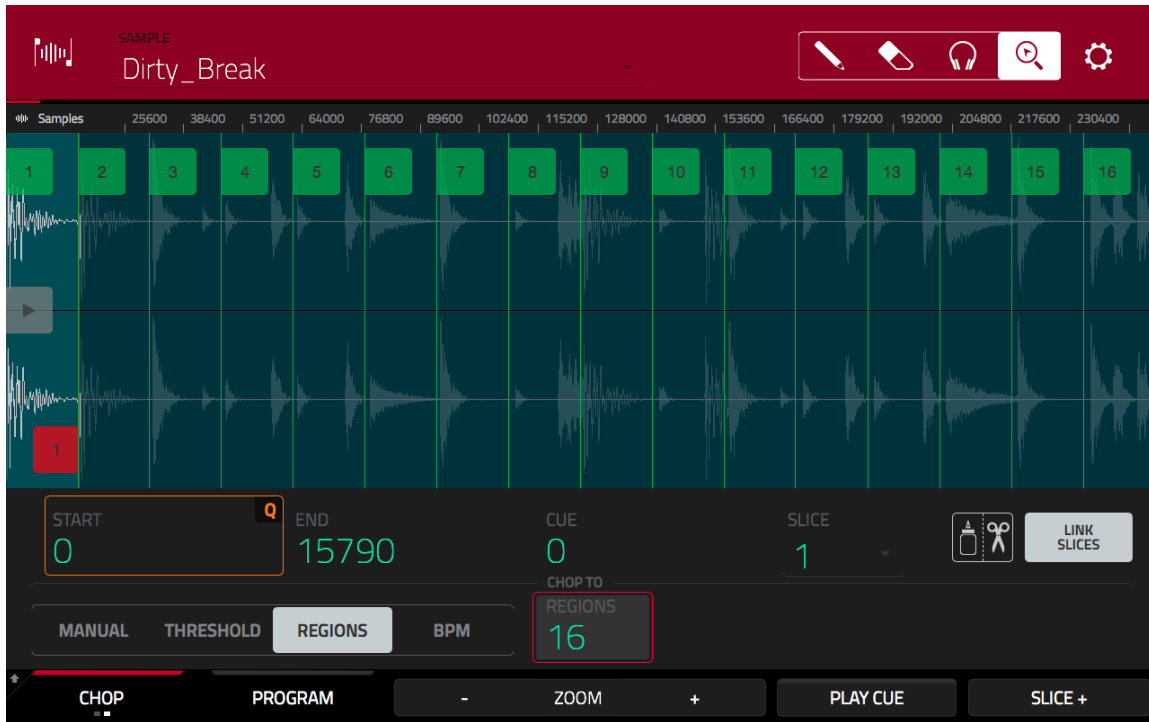 SAMPLE
Dirty_Break
Samples 25600 38400 51200 64000 76800 89600 102400 115200 128000 140800 153600 166400 179200 192000 204800 217600 230400
1 2 3 4 5 6 7 8 9 10 11 12 13 14 15 16
1
START Q END CUE SLICE
0 15790 0 1
LINK
SLICES
CHOP TO
REGIONS
MANUAL THRESHOLD REGIONS BPM 16
CHOP PROGRAM - ZOOM + PLAY CUE SLICE +